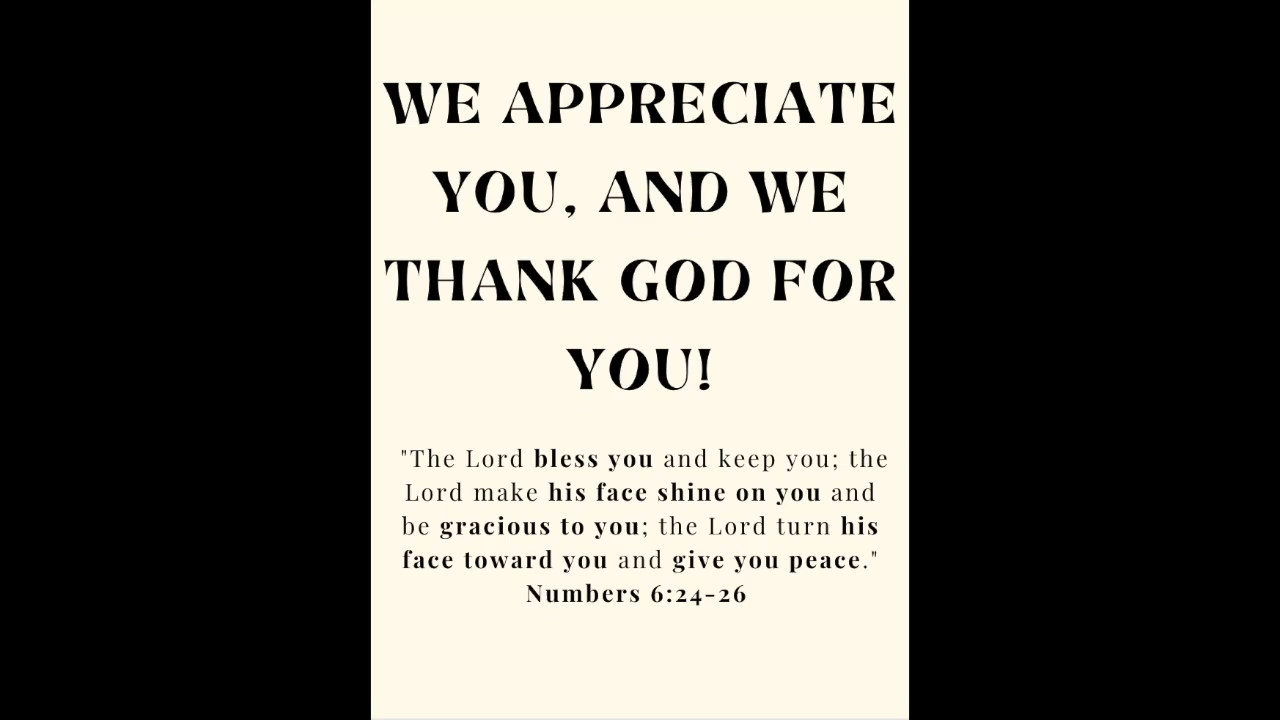 WE APPRECIATE
YOU, AND WE
THANK GOD FOR
YOU!
"The Lord bless you and keep you; the
Lord make his face shine on you and
be gracious to you; the Lord turn his
face toward you and give you peace."
Numbers 6:24-26